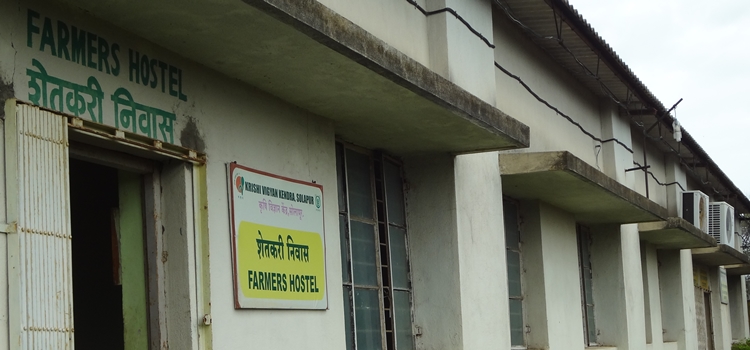 FARMERS HOSTEL
शेतकरी निवास
KRISHI VIGYAN KENDRA, SOLAPUR
कृषि विज्ञान केंद्र, सोलापूर.
शेतकरी निवास
FARMERS HOSTEL